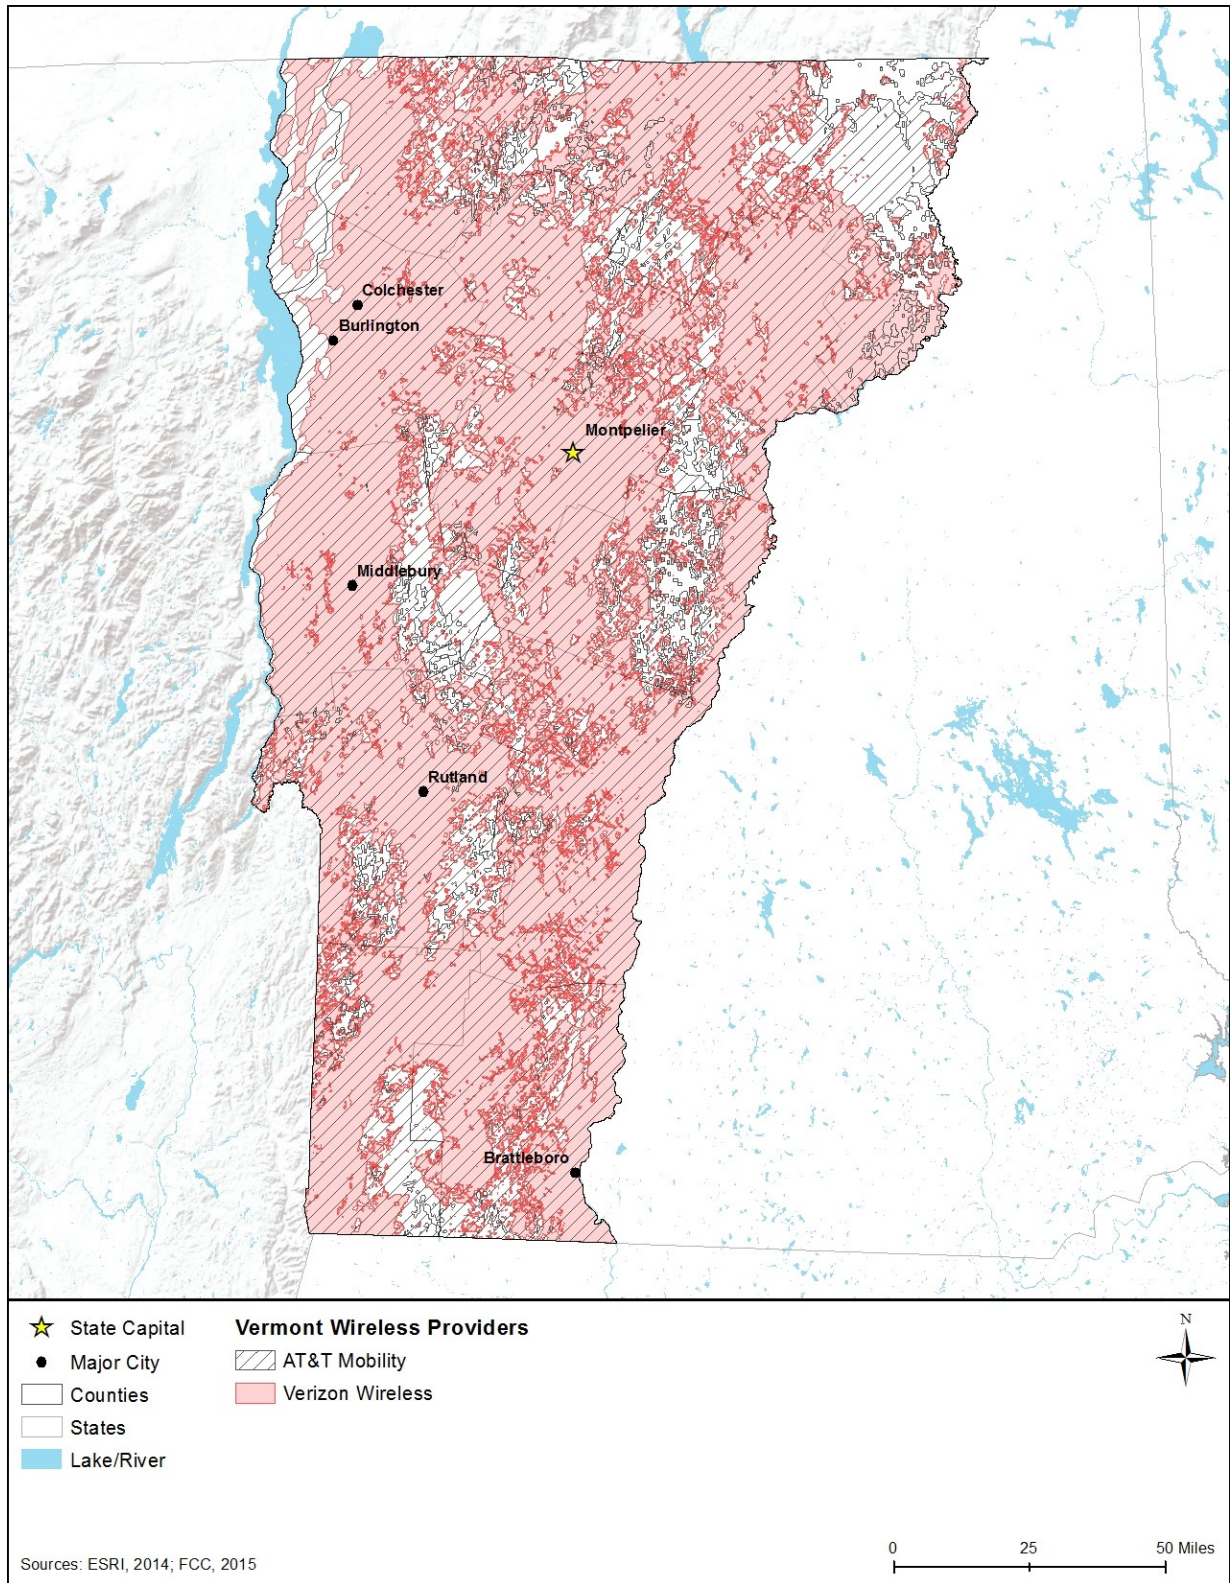 Colchester
Burlington
Montpelier
Middlebury
Rutland
Brattleboro
State Capital
Major City
Counties
States
Lake/River
Vermont Wireless Providers
AT&T Mobility
Verizon Wireless
N
0 25 50 Miles
Sources: ESRI, 2014; FCC, 2015